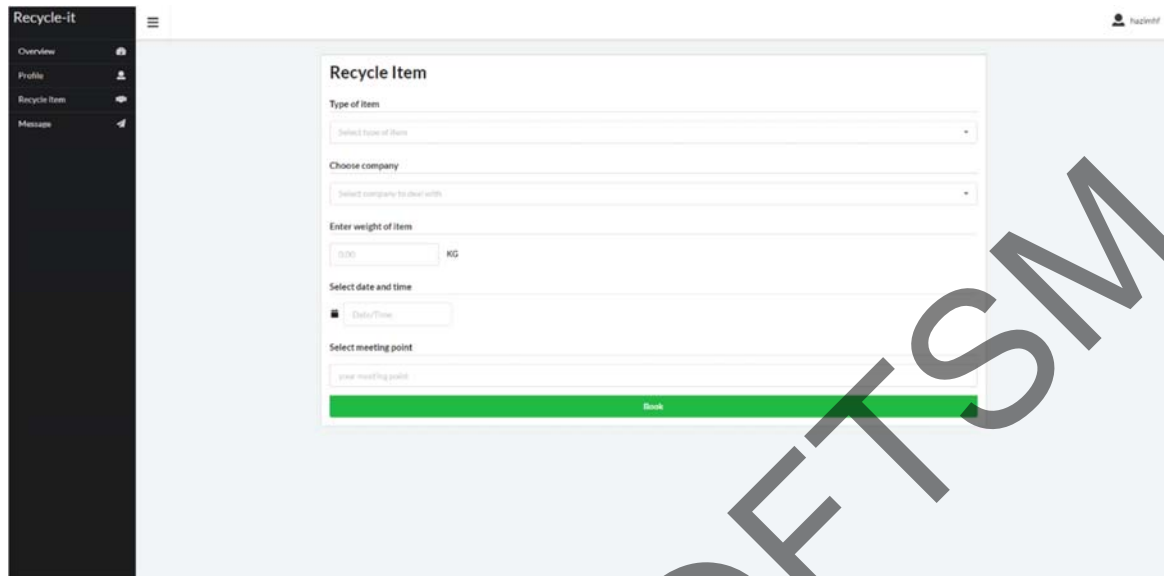 Recycle-it
hazimhf
Overview
Profile
Recycle Item
Message
Recycle Item
Type of item
Select type of item
Choose company
Select company to deal with
Enter weight of item
0.00 KG
Select date and time
Date/Time
Select meeting point
your meeting point
Book
FTSM